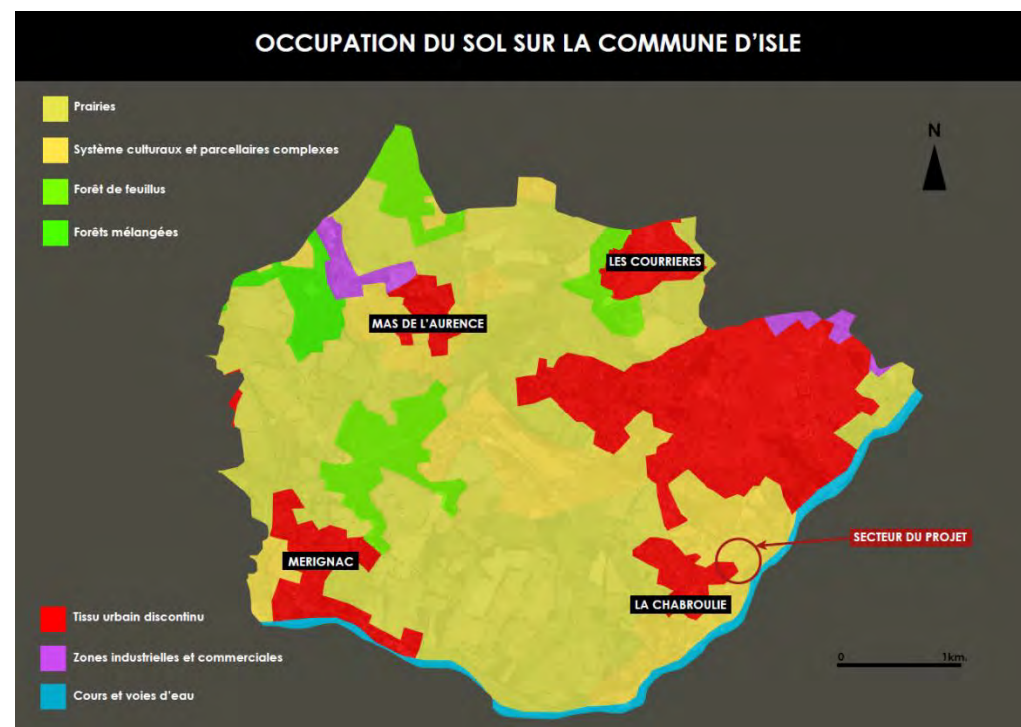 OCCUPATION DU SOL SUR LA COMMUNE D'ISLE
Prairies
Système culturaux et parcellaires complexes
Forêt de feuillus
Forêts mélangées
N
LES COURRIERES
MAS DE L'AURENCE
SECTEUR DU PROJET
MERIGNAC
LA CHABROULIE
Tissu urbain discontinu
Zones industrielles et commerciales
Cours et voies d'eau
0 1km.